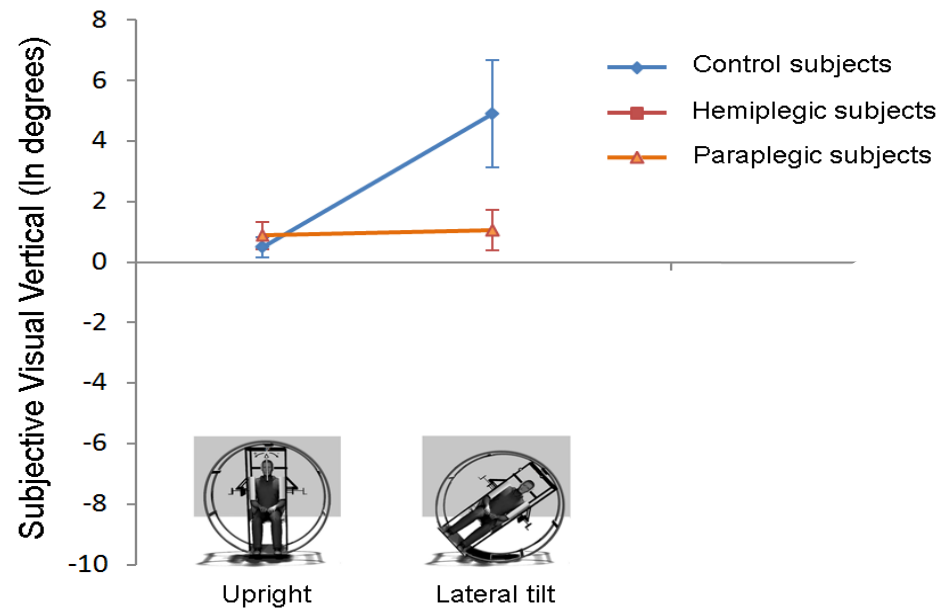 Subjective Visual Vertical (In degrees)
8
6
4
2
0
-2
-4
-6
-8
-10
Control subjects
Hemiplegic subjects
Paraplegic subjects
Upright
Lateral tilt